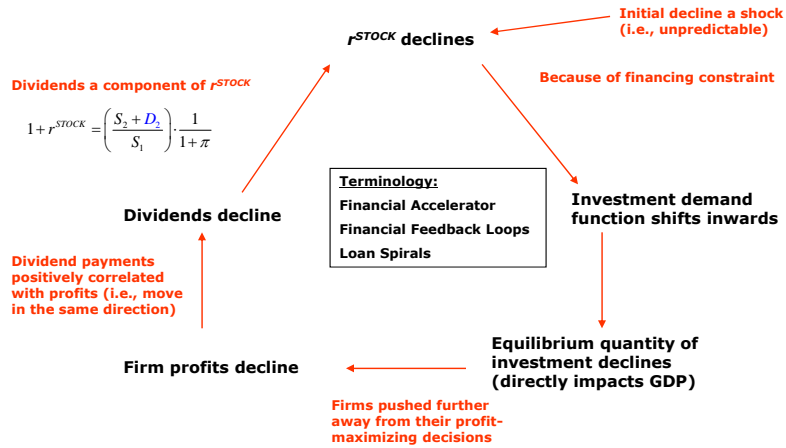 Initial decline a shock
(i.e., unpredictable)
r^STOCK declines
Because of financing constraint
Dividends a component of r^STOCK
1 + r^STOCK = ((S_2 + D_2) / S_1) · 1 / (1 + π)
Terminology:
Financial Accelerator
Financial Feedback Loops
Loan Spirals
Investment demand
function shifts inwards
Dividends decline
Dividend payments
positively correlated
with profits (i.e., move
in the same direction)
Equilibrium quantity of
investment declines
(directly impacts GDP)
Firm profits decline
Firms pushed further
away from their profit-
maximizing decisions